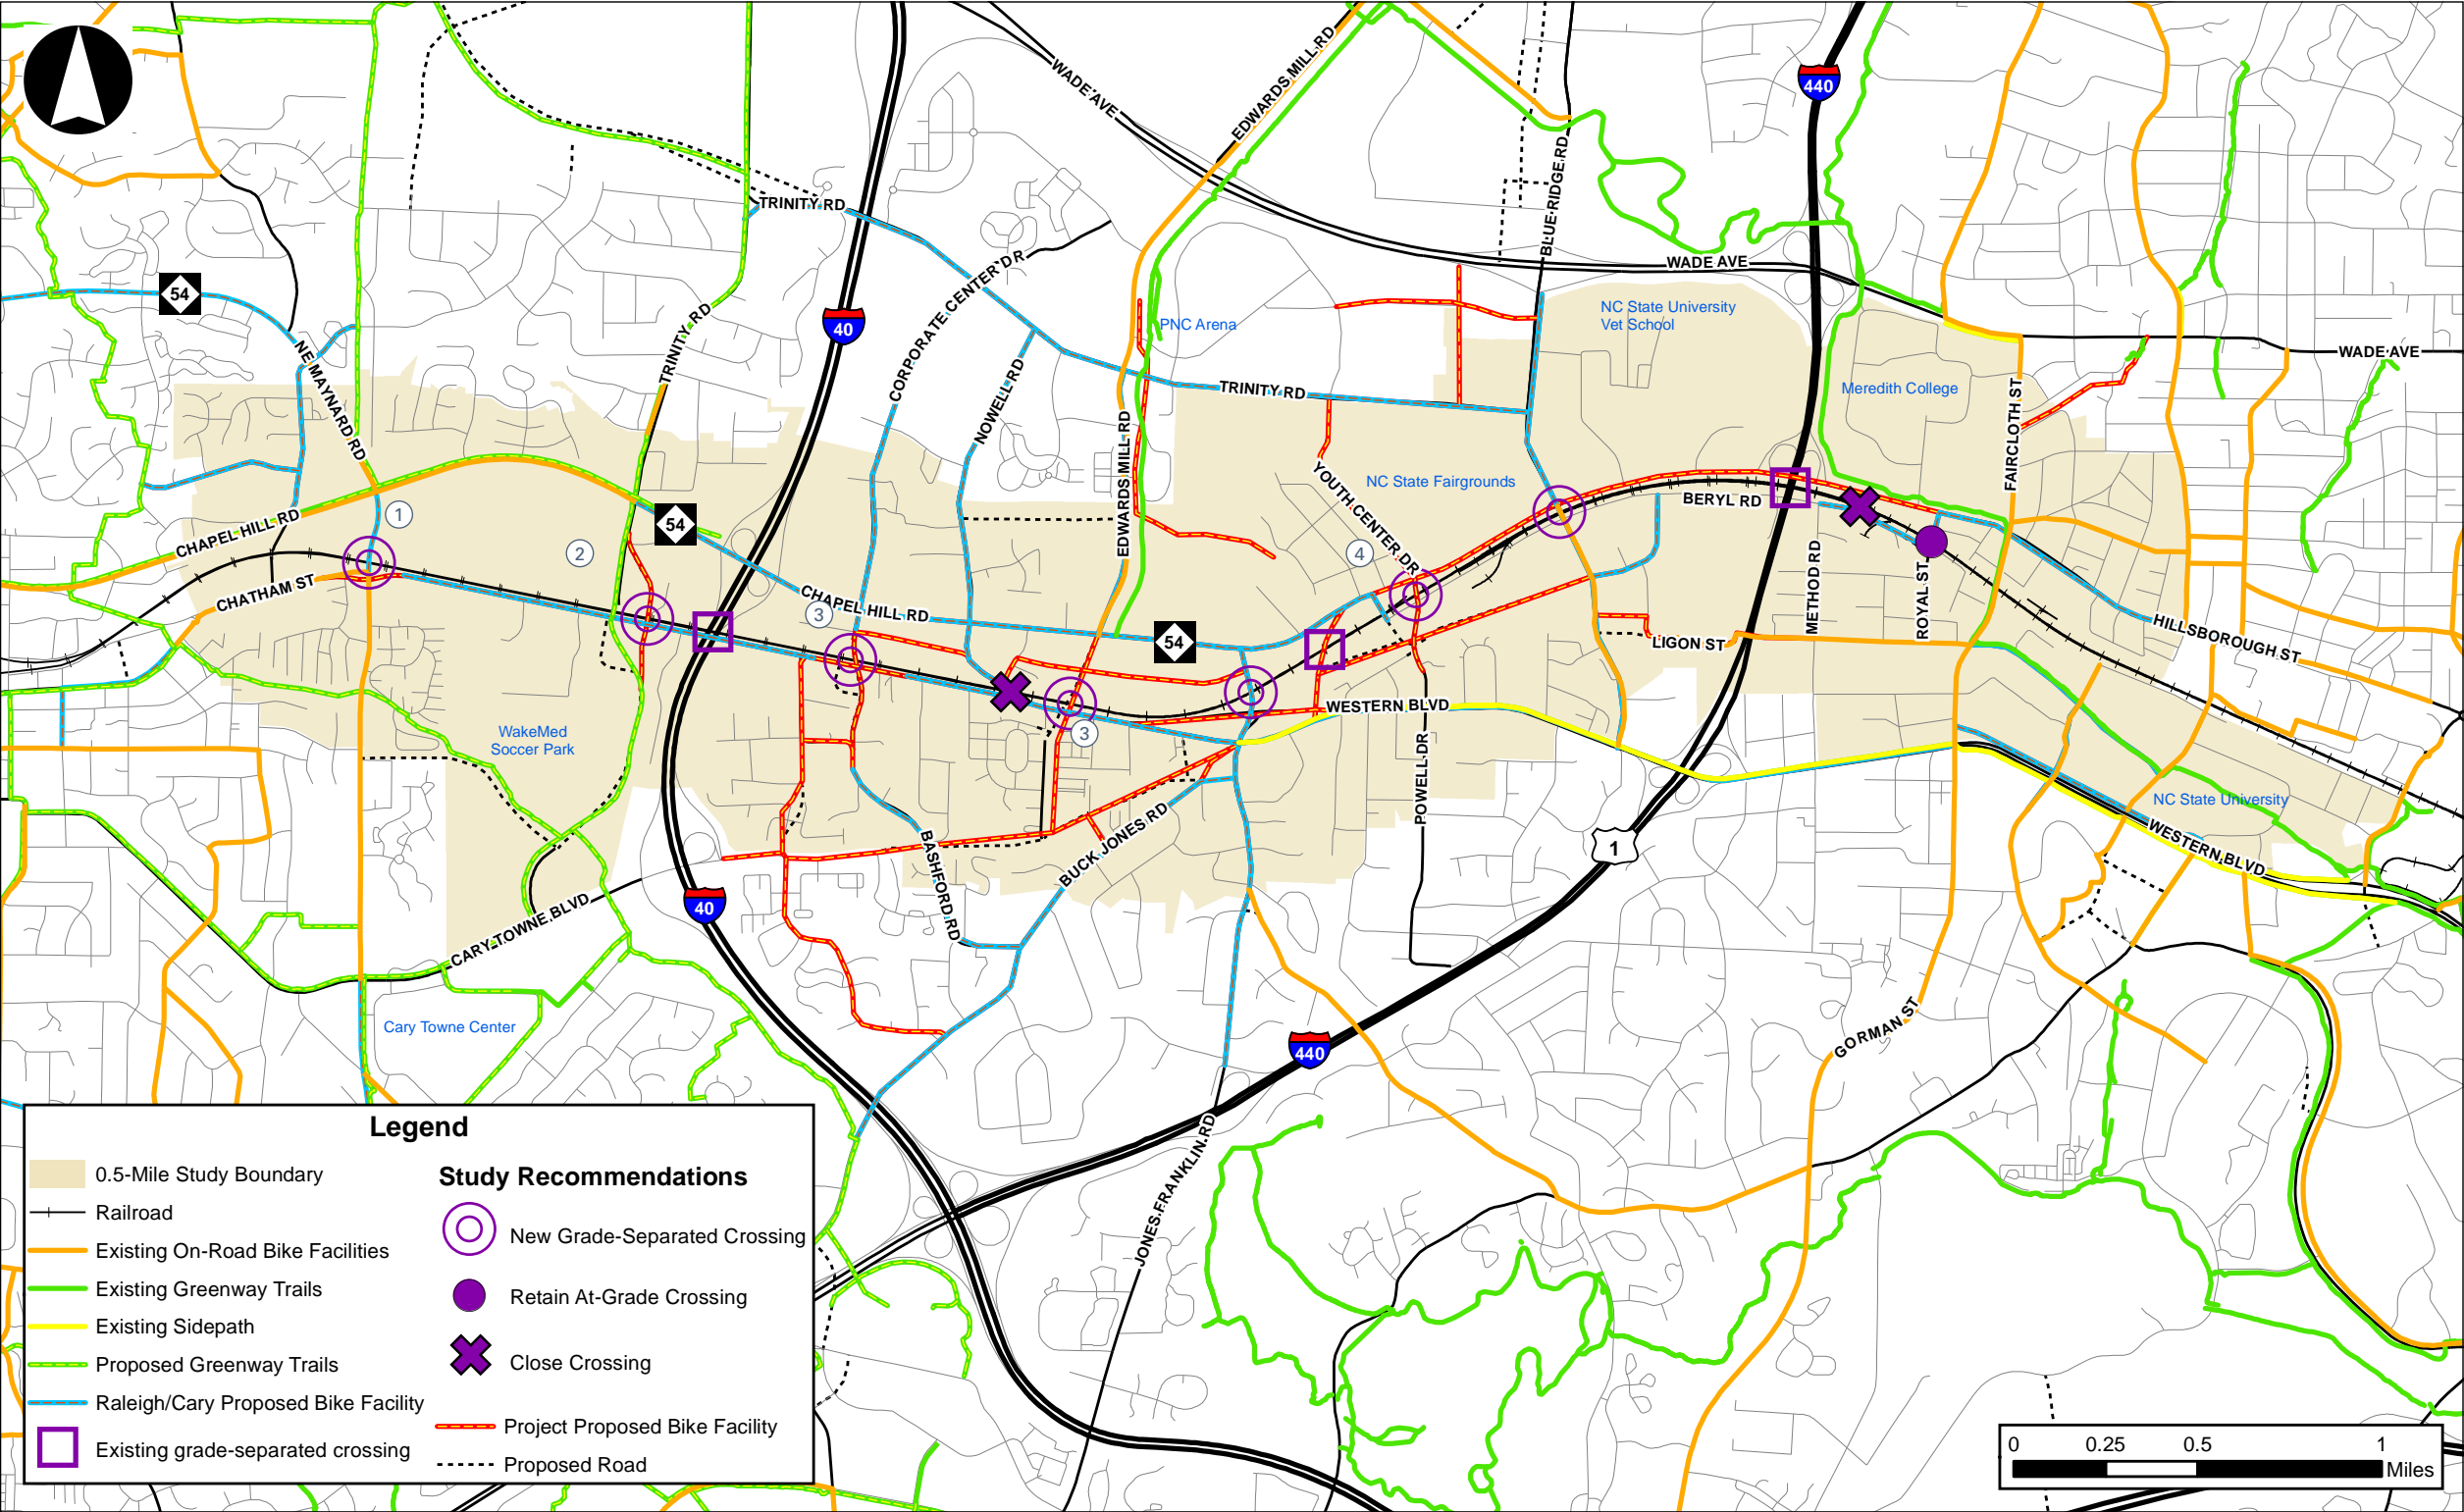 WADE AVE
EDWARDS MILL RD
440
BLUE RIDGE RD
TRINITY RD
WADE AVE
54
CORPORATE CENTER DR
NC State University
Vet School
PNC Arena
40
TRINITY RD
NE MAYNARD RD
NOWELL RD
TRINITY RD
WADE AVE
Meredith College
FAIRCLOTH ST
EDWARDS MILL RD
YOUTH CENTER DR
NC State Fairgrounds
BERYL RD
1
54
CHAPEL HILL RD
2
4
METHOD RD
ROYAL ST
CHATHAM ST
3
CHAPEL HILL RD
54
LIGON ST
HILLSBOROUGH ST
WESTERN BLVD
3
WakeMed
Soccer Park
POWELL DR
NC State University
WESTERN BLVD
1
BASHFORD RD
BUCK JONES RD
40
CARY TOWNE BLVD
Cary Towne Center
GORMAN ST
440
JONES FRANKLIN RD
Legend
0.5-Mile Study Boundary
Railroad
Existing On-Road Bike Facilities
Existing Greenway Trails
Existing Sidepath
Proposed Greenway Trails
Raleigh/Cary Proposed Bike Facility
Existing grade-separated crossing
Study Recommendations
New Grade-Separated Crossing
Retain At-Grade Crossing
Close Crossing
Project Proposed Bike Facility
Proposed Road
0 0.25 0.5 1
Miles